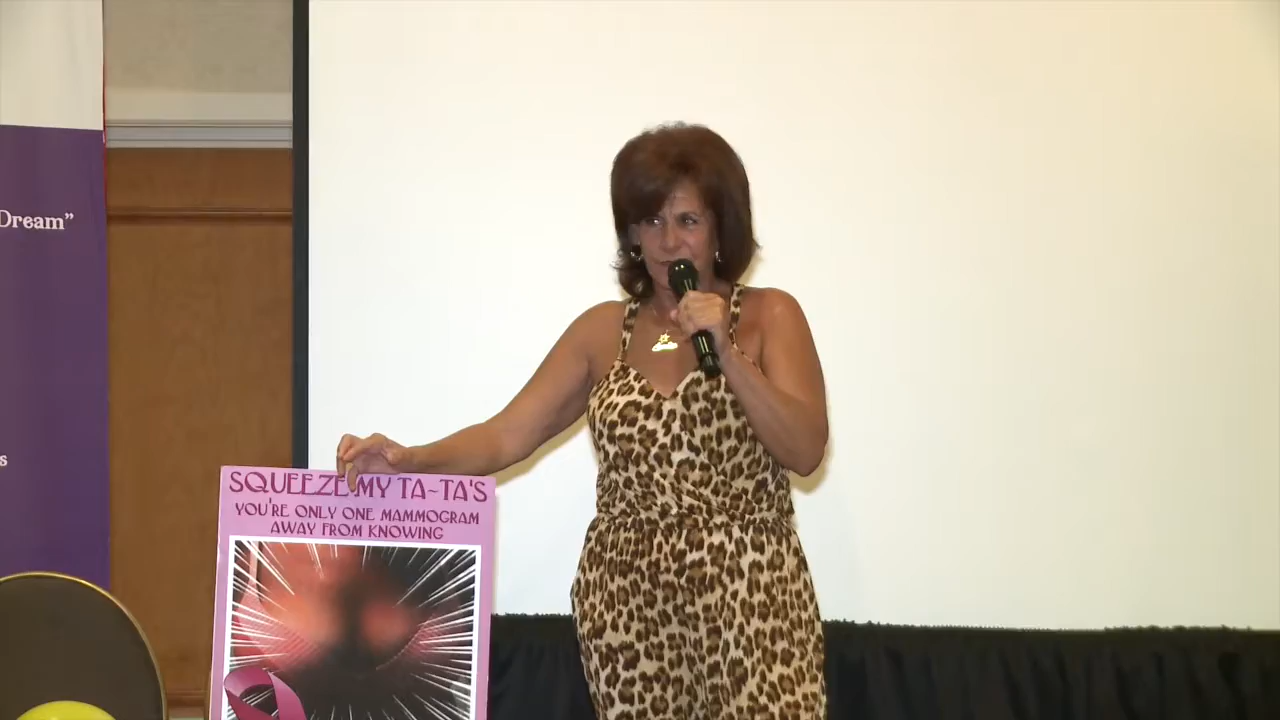 Dream”
s
SQUEEZE MY TA-TA'S
YOU'RE ONLY ONE MAMMOGRAM
AWAY FROM KNOWING